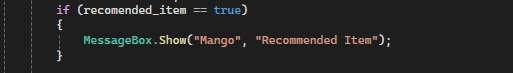 if (recomended_item == true)
{
MessageBox.Show("Mango", "Recommended Item");
}